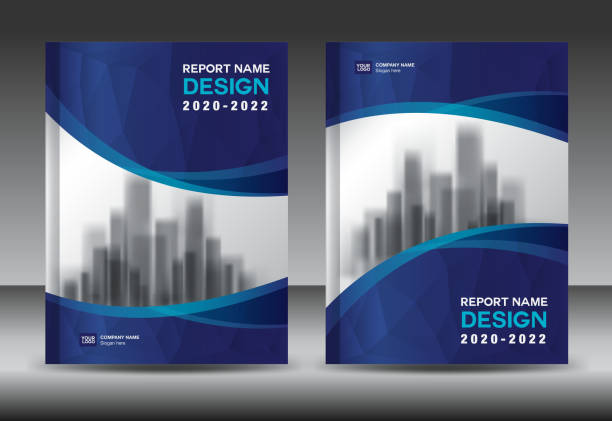 REPORT NAME
DESIGN
2020-2022
YOUR
LOGO
COMPANY NAME
Slogan here
YOUR
LOGO
COMPANY NAME
Slogan here
REPORT NAME
DESIGN
2020-2022